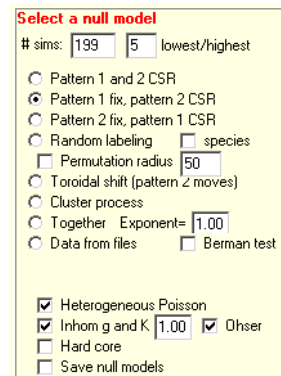 Select a null model
# sims: 199 5 lowest/highest
Pattern 1 and 2 CSR
Pattern 1 fix, pattern 2 CSR
Pattern 2 fix, pattern 1 CSR
Random labeling species
Permutation radius 50
Toroidal shift (pattern 2 moves)
Cluster process
Together Exponent= 1.00
Data from files Berman test
Heterogeneous Poisson
Inhom g and K 1.00 Ohser
Hard core
Save null models